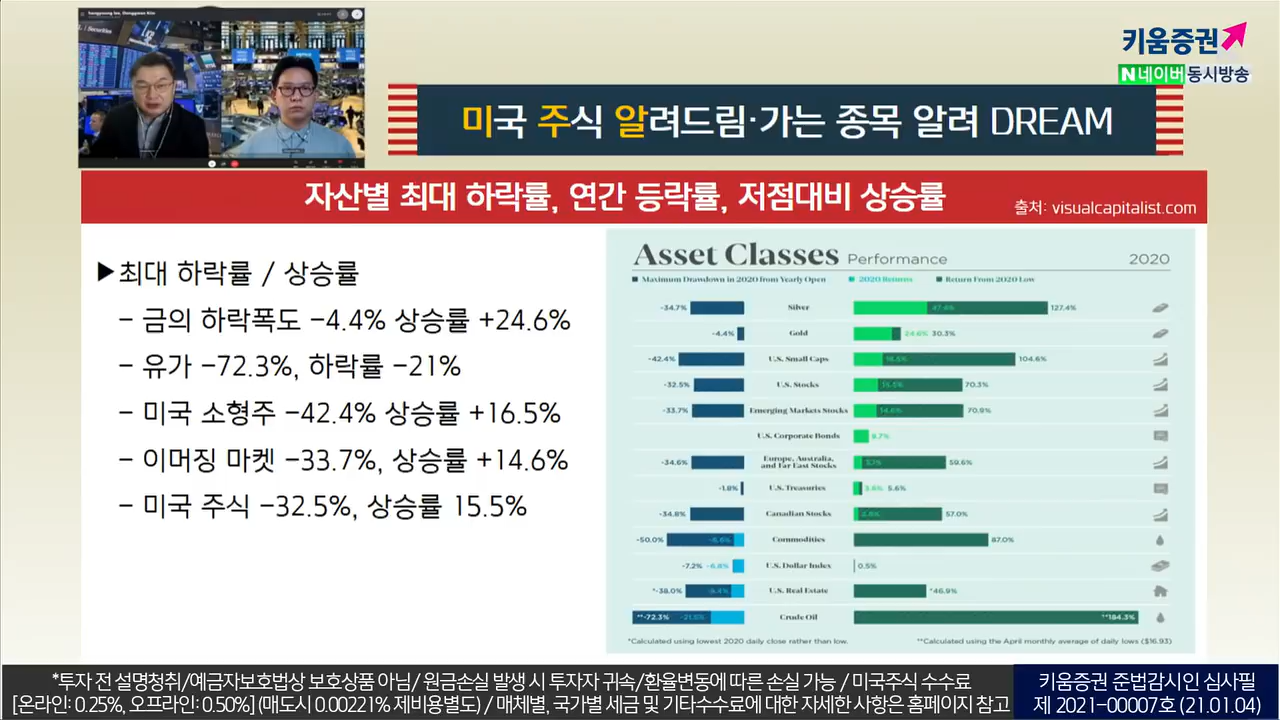 키움증권
N네이버 동시방송
미국 주식 알려드림·가는 종목 알려 DREAM
자산별 최대 하락률, 연간 등락률, 저점대비 상승률
출처: visualcapitalist.com
▶최대 하락률 / 상승률
– 금의 하락폭도 –4.4% 상승률 +24.6%
– 유가 –72.3%, 하락률 –21%
– 미국 소형주 –42.4% 상승률 +16.5%
– 이머징 마켓 –33.7%, 상승률 +14.6%
– 미국 주식 –32.5%, 상승률 15.5%
Asset Classes Performance 2020
Maximum Drawdown in 2020 from Yearly Open 2020 Returns Return From 2020 Low
-34.7% Silver 47.4% 127.4%
-4.4% Gold 24.6% 30.3%
-42.4% U.S. Small Caps 18.5% 104.6%
-32.5% U.S. Stocks 15.5% 70.3%
-33.7% Emerging Markets Stocks 14.6% 70.9%
U.S. Corporate Bonds 9.7%
-34.6% Europe, Australia, 59.6%
and Far East Stocks
-1.8% U.S. Treasuries 3.6% 5.6%
-34.8% Canadian Stocks 57.0%
-50.0% Commodities 87.0%
-7.2% -6.8% U.S. Dollar Index 0.5%
*-38.0% U.S. Real Estate *46.9%
**-72.3% -21.5% Crude Oil **184.3%
*Calculated using lowest 2020 daily close rather than low. **Calculated using the April monthly average of daily lows ($16.93)
*투자 전 설명청취/예금자보호법상 보호상품 아님/ 원금손실 발생 시 투자자 귀속/환율변동에 따른 손실 가능 / 미국주식 수수료
[온라인: 0.25%, 오프라인: 0.50%] (매도시 0.00221% 제비용별도) / 매체별, 국가별 세금 및 기타수수료에 대한 자세한 사항은 홈페이지 참고
키움증권 준법감시인 심사필
제 2021-00007호 (21.01.04)